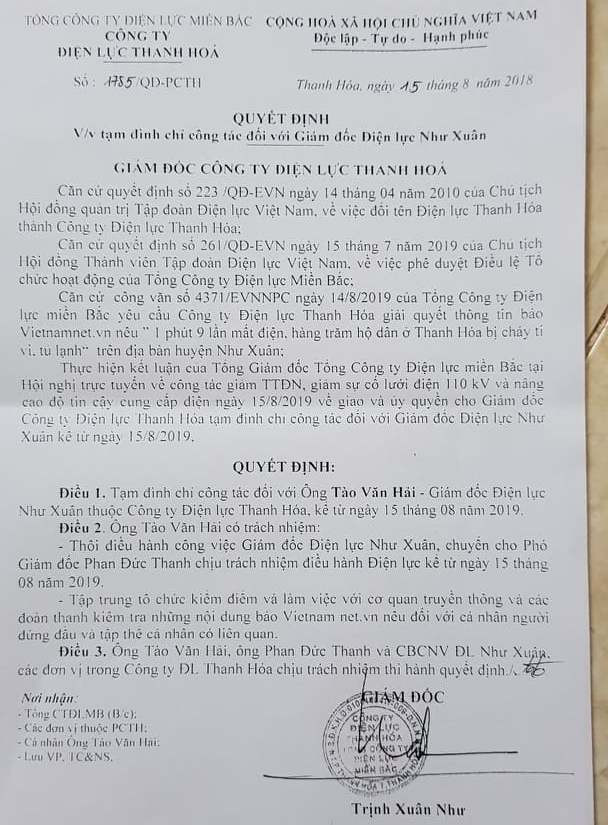 TỔNG CÔNG TY ĐIỆN LỰC MIỀN BẮC
CÔNG TY
ĐIỆN LỰC THANH HOÁ
CỘNG HOÀ XÃ HỘI CHỦ NGHĨA VIỆT NAM
Độc lập - Tự do - Hạnh phúc
Số : 1785/QĐ-PCTH
Thanh Hóa, ngày 15 tháng 8 năm 2018
QUYẾT ĐỊNH
V/v tạm đình chỉ công tác đối với Giám đốc Điện lực Như Xuân
GIÁM ĐỐC CÔNG TY ĐIỆN LỰC THANH HOÁ
Căn cứ quyết định số 223 /QĐ-EVN ngày 14 tháng 04 năm 2010 của Chủ tịch
Hội đồng quản trị Tập đoàn Điện lực Việt Nam, về việc đổi tên Điện lực Thanh Hóa
thành Công ty Điện lực Thanh Hóa;
Căn cứ quyết định số 261/QĐ-EVN ngày 15 tháng 7 năm 2019 của Chủ tịch
Hội đồng Thành viên Tập đoàn Điện lực Việt Nam, về việc phê duyệt Điều lệ Tổ
chức hoạt động của Tổng Công ty Điện lực Miền Bắc;
Căn cứ công văn số 4371/EVNNPC ngày 14/8/2019 của Tổng Công ty Điện
lực miền Bắc yêu cầu Công ty Điện lực Thanh Hóa giải quyết thông tin báo
Vietnamnet.vn nêu " 1 phút 9 lần mất điện, hàng trăm hộ dân ở Thanh Hóa bị cháy ti
vi, tủ lạnh" trên địa bàn huyện Như Xuân;
Thực hiện kết luận của Tổng Giám đốc Tổng Công ty Điện lực miền Bắc tại
Hội nghị trực tuyến về công tác giảm TTĐN, giảm sự cố lưới điện 110 kV và nâng
cao độ tin cậy cung cấp điện ngày 15/8/2019 về giao và ủy quyền cho Giám đốc
Công ty Điện lực Thanh Hóa tạm đình chỉ công tác đối với Giám đốc Điện lực Như
Xuân kể từ ngày 15/8/2019,
QUYẾT ĐỊNH:
Điều 1. Tạm đình chỉ công tác đối với Ông Tào Văn Hải - Giám đốc Điện lực
Như Xuân thuộc Công ty Điện lực Thanh Hóa, kể từ ngày 15 tháng 08 năm 2019.
Điều 2. Ông Tào Văn Hải có trách nhiệm:
- Thôi điều hành công việc Giám đốc Điện lực Như Xuân, chuyển cho Phó
Giám đốc Phan Đức Thanh chịu trách nhiệm điều hành Điện lực kể từ ngày 15 tháng
08 năm 2019.
- Tập trung tổ chức kiểm điểm và làm việc với cơ quan truyền thông và các
đoàn thanh kiểm tra những nội dung báo Vietnam net.vn nêu đối với cá nhân người
đứng đầu và tập thể cá nhân có liên quan.
Điều 3. Ông Tào Văn Hải, ông Phan Đức Thanh và CBCNV ĐL Như Xuân,
các đơn vị trong Công ty ĐL Thanh Hóa chịu trách nhiệm thi hành quyết định./.
Nơi nhận:
- Tổng CTĐLMB (B/c);
- Các đơn vị thuộc PCTH;
- Cá nhân Ông Tào Văn Hải;
- Lưu VP, TC&NS.
GIÁM ĐỐC
CÔNG TY
ĐIỆN LỰC
THANH HÓA
TỔNG CÔNG TY
ĐIỆN LỰC
MIỀN BẮC
Trịnh Xuân Như